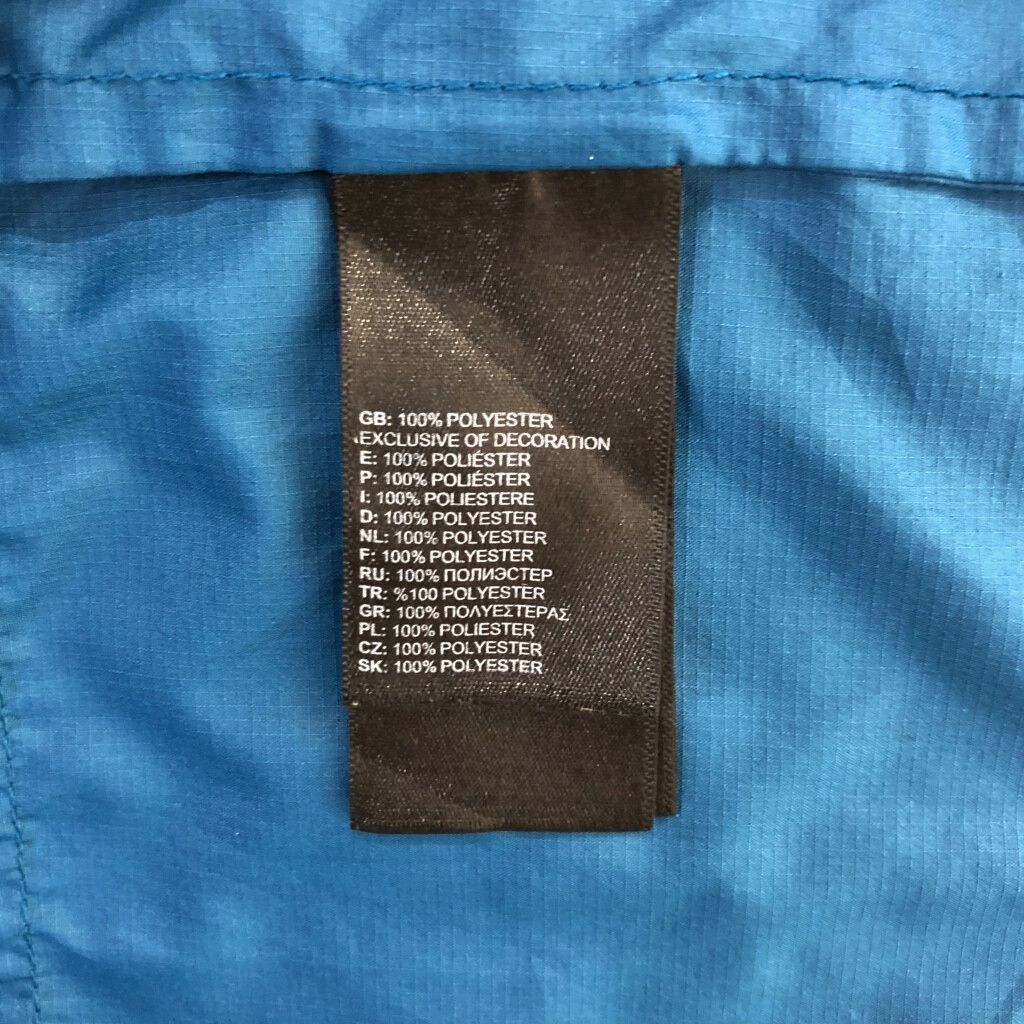 GB: 100% POLYESTER
EXCLUSIVE OF DECORATION
E: 100% POLIÉSTER
P: 100% POLIÉSTER
I: 100% POLIESTERE
D: 100% POLYESTER
NL: 100% POLYESTER
F: 100% POLYESTER
RU: 100% ПОЛИЭСТЕР
TR: %100 POLYESTER
GR: 100% ΠΟΛΥΕΣΤΕΡΑΣ
PL: 100% POLIESTER
CZ: 100% POLYESTER
SK: 100% POLYESTER